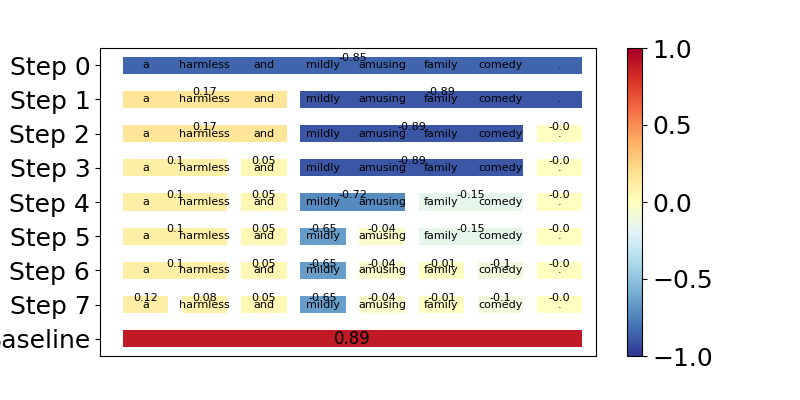 Step 0 a harmless and mildly amusing family comedy .
-0.85
Step 1 a harmless and mildly amusing family comedy .
0.17 -0.89
Step 2 a harmless and mildly amusing family comedy .
0.17 -0.89 -0.0
Step 3 a harmless and mildly amusing family comedy .
0.1 0.05 -0.89 -0.0
Step 4 a harmless and mildly amusing family comedy .
0.1 0.05 -0.72 -0.15 -0.0
Step 5 a harmless and mildly amusing family comedy .
0.1 0.05 -0.65 -0.04 -0.15 -0.0
Step 6 a harmless and mildly amusing family comedy .
0.1 0.05 -0.65 -0.04 -0.01 -0.1 -0.0
Step 7 a harmless and mildly amusing family comedy .
0.12 0.08 0.05 -0.65 -0.04 -0.01 -0.1 -0.0
aseline 0.89
1.0
0.5
0.0
−0.5
−1.0